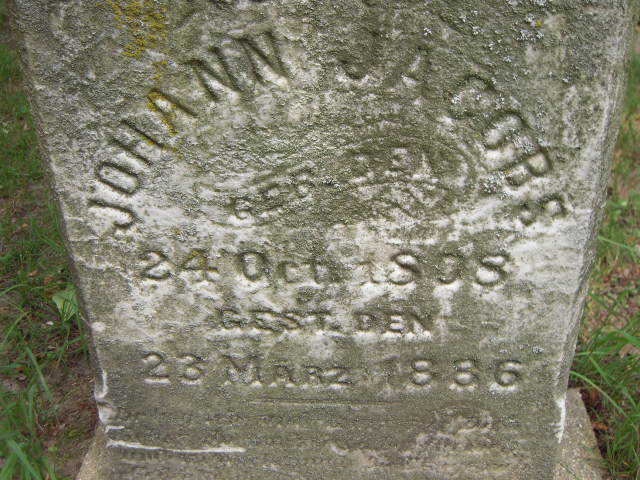 JOHANN JACOBS
GEB. DEN
24 OCT. 1808
GEST. DEN
23 MARZ 1886